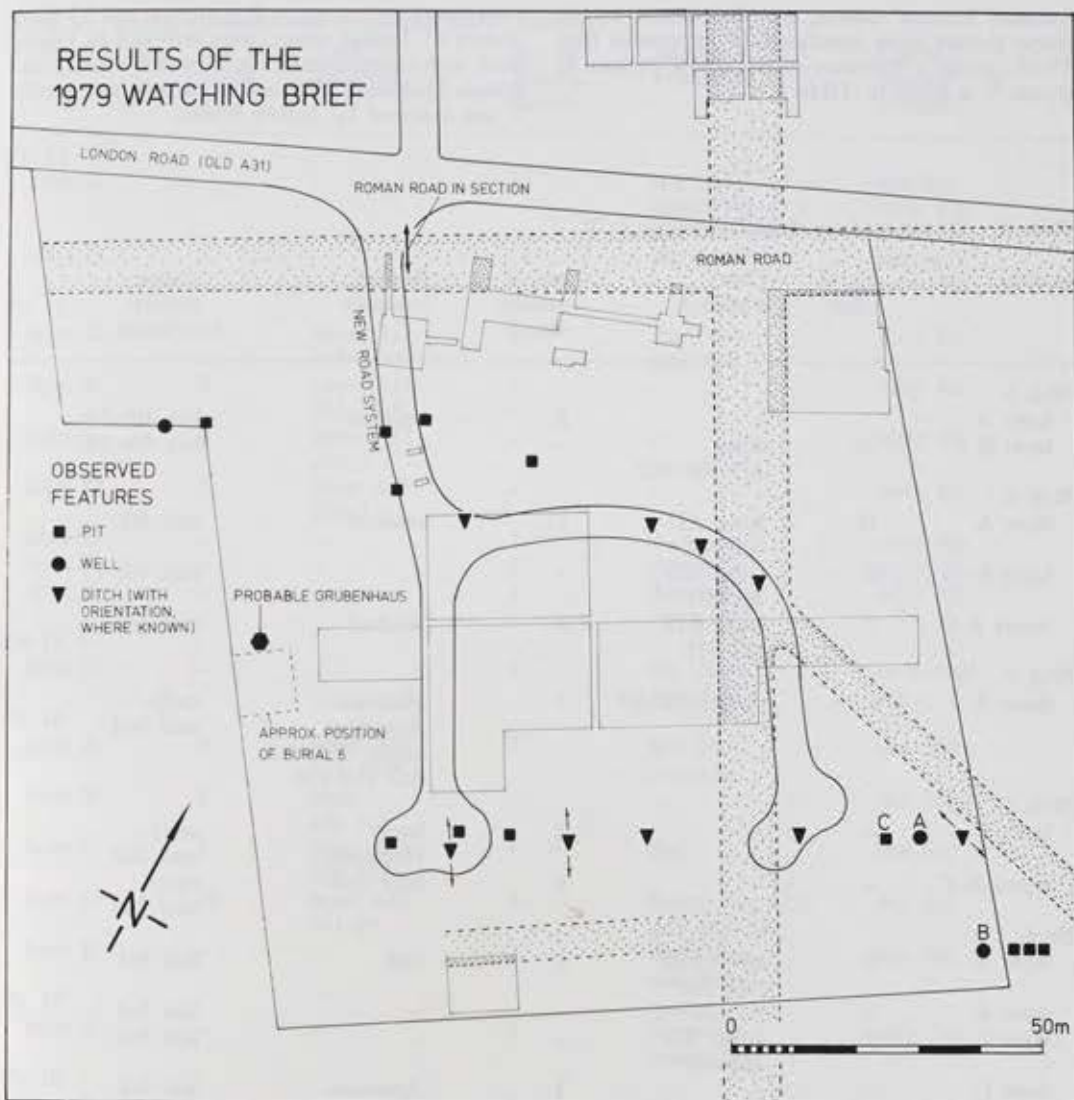 RESULTS OF THE
1979 WATCHING BRIEF
LONDON ROAD (OLD A31)
ROMAN ROAD IN SECTION
ROMAN ROAD
NEW ROAD SYSTEM
OBSERVED
FEATURES
PIT
WELL
DITCH (WITH
ORIENTATION,
WHERE KNOWN)
PROBABLE GRUBENHAUS
APPROX. POSITION
OF BURIAL 6
C A
B
N
0 50m